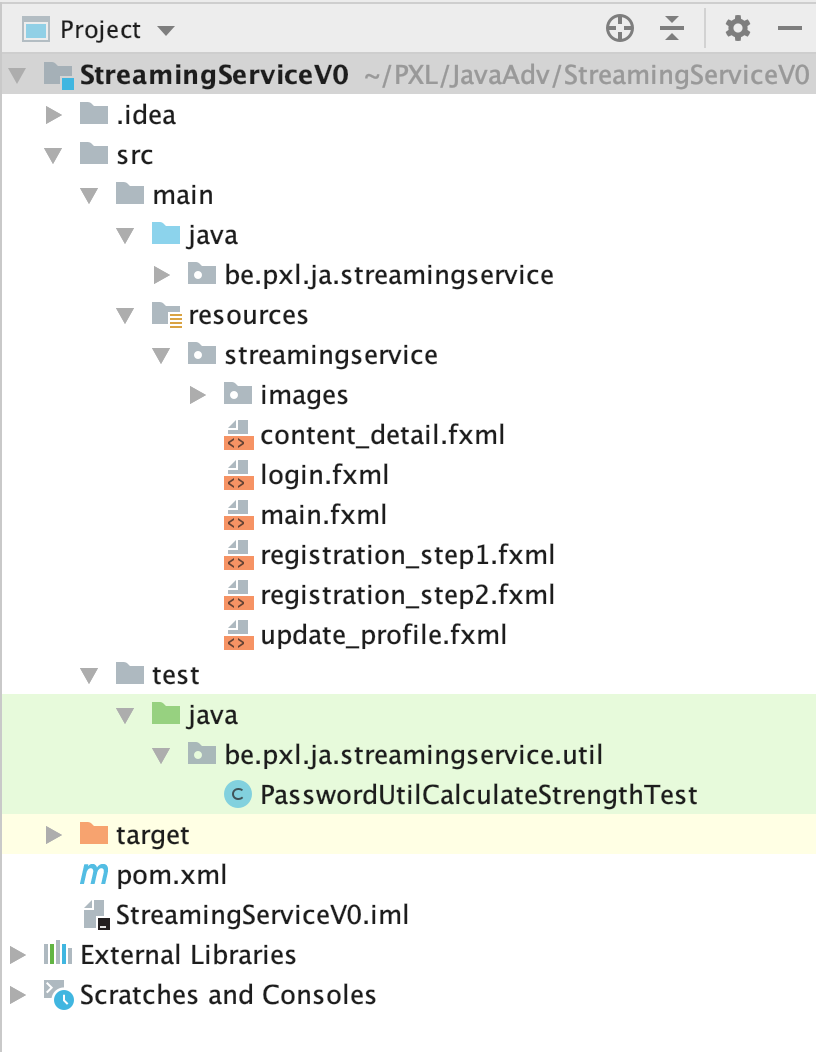 Project
StreamingServiceV0 ~/PXL/JavaAdv/StreamingServiceV0
.idea
src
main
java
be.pxl.ja.streamingservice
resources
streamingservice
images
content_detail.fxml
login.fxml
main.fxml
registration_step1.fxml
registration_step2.fxml
update_profile.fxml
test
java
be.pxl.ja.streamingservice.util
C PasswordUtilCalculateStrengthTest
target
m pom.xml
StreamingServiceV0.iml
External Libraries
Scratches and Consoles